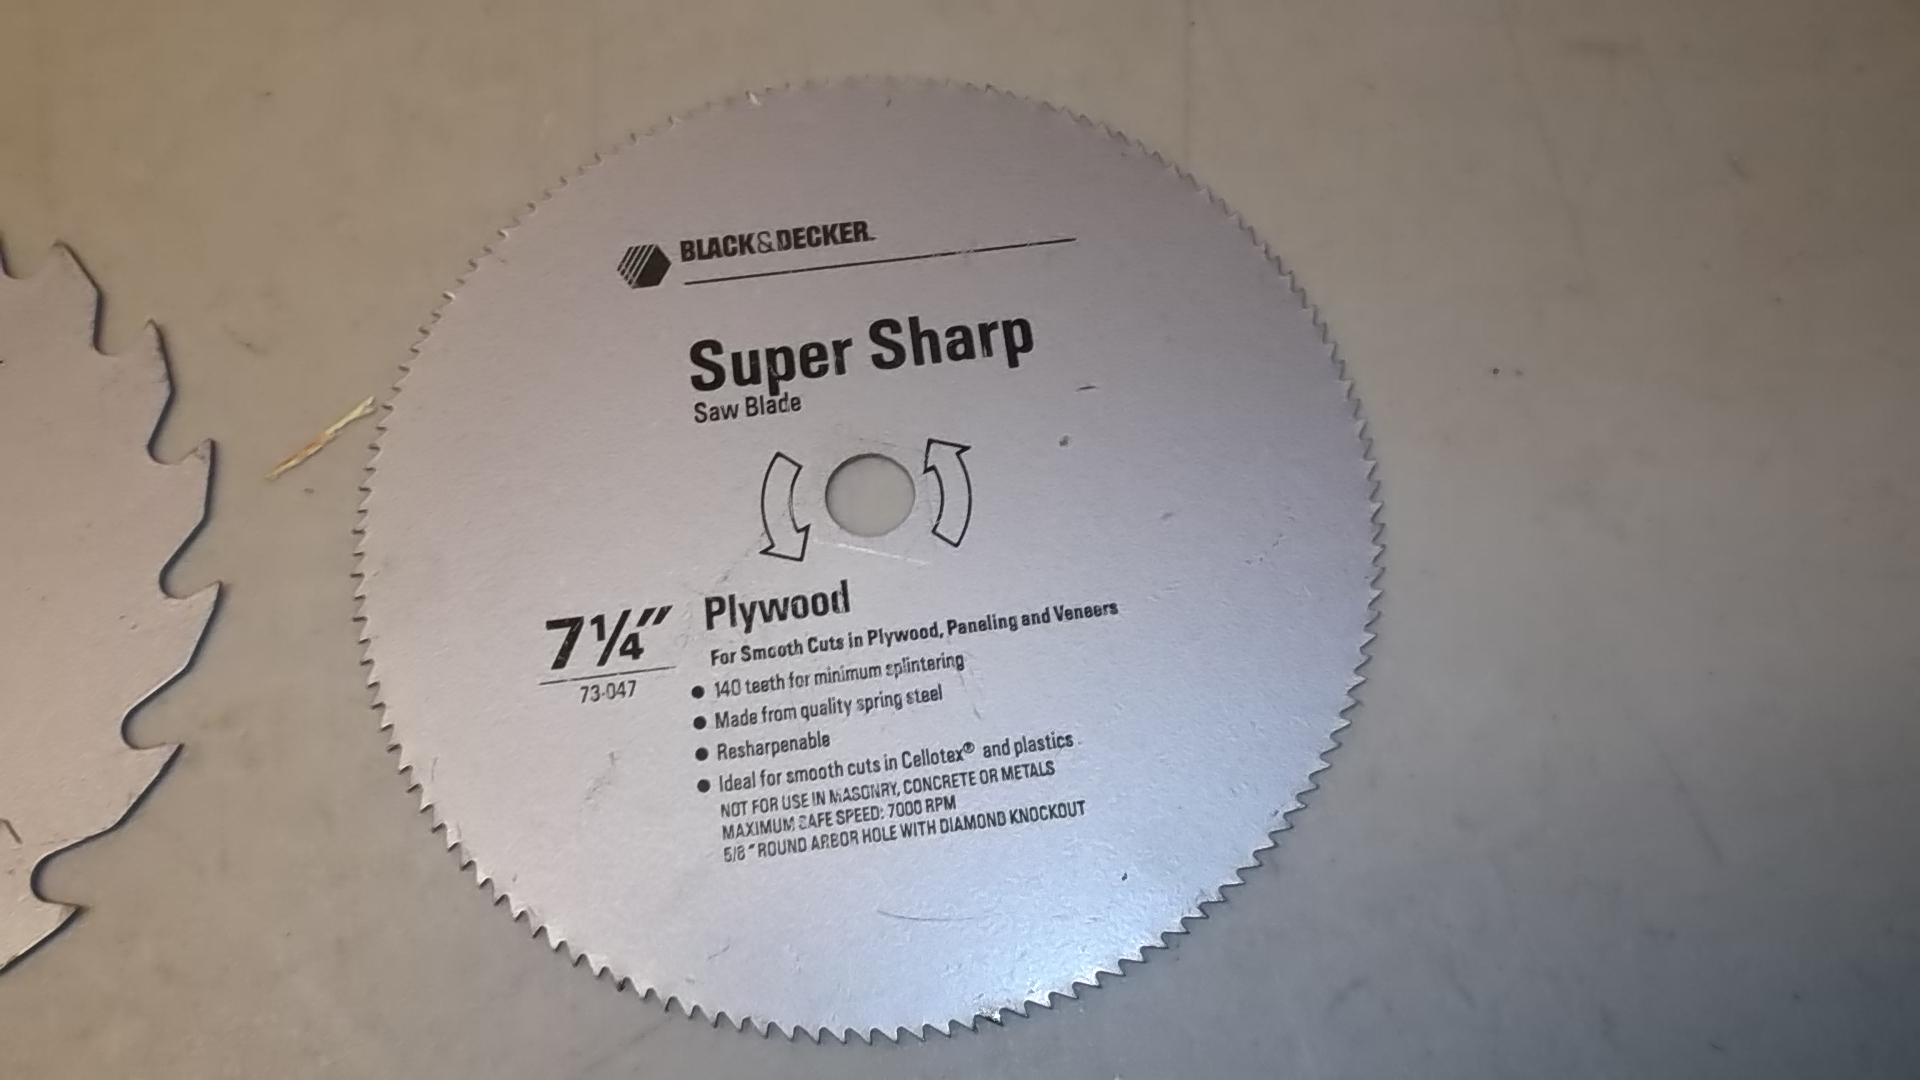 BLACK&DECKER.
Super Sharp
Saw Blade
7 1/4"
73-047
Plywood
For Smooth Cuts in Plywood, Paneling and Veneers
● 140 teeth for minimum splintering
● Made from quality spring steel
● Resharpenable
● Ideal for smooth cuts in Cellotex® and plastics.
NOT FOR USE IN MASONRY, CONCRETE OR METALS
MAXIMUM SAFE SPEED: 7000 RPM
5/8" ROUND ARBOR HOLE WITH DIAMOND KNOCKOUT